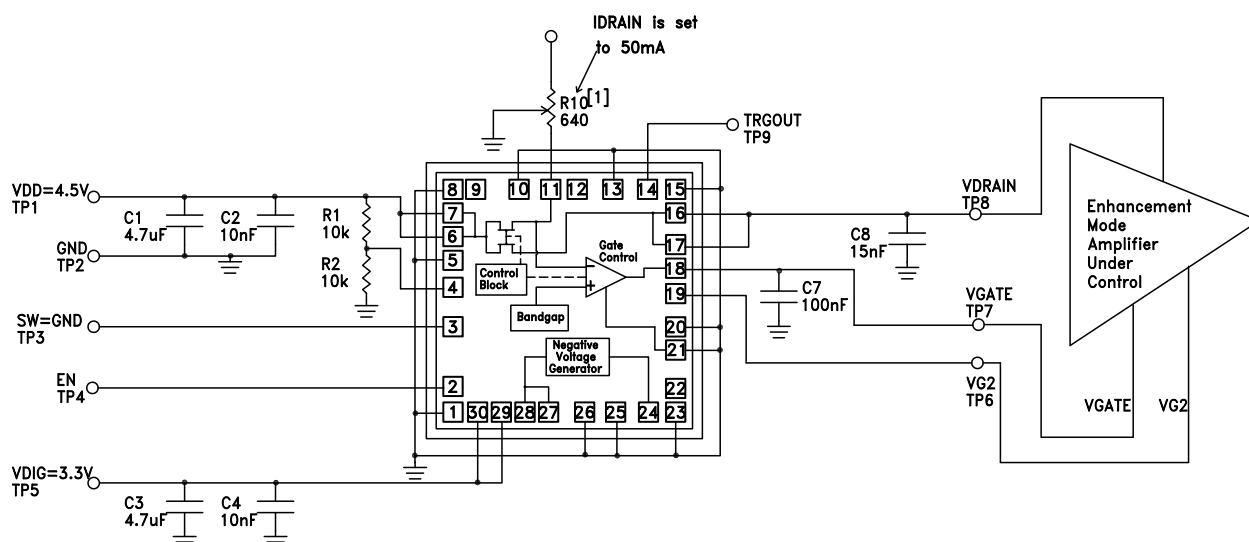 IDRAIN is set
to 50mA
R10[1]
640
TRGOUT
TP9
VDD=4.5V
TP1
C1
4.7uF
C2
10nF
R1
10k
R2
10k
GND
TP2
SW=GND
TP3
EN
TP4
VDIG=3.3V
TP5
C3
4.7uF
C4
10nF
8
9
10
11
12
13
14
15
7
6
5
4
3
2
1
16
17
18
19
20
21
22
30
29
28
27
26
25
24
23
Control
Block
Bandgap
Gate
Control
−
+
Negative
Voltage
Generator
VDRAIN
TP8
C8
15nF
C7
100nF
VGATE
TP7
VG2
TP6
Enhancement
Mode
Amplifier
Under
Control
VGATE
VG2